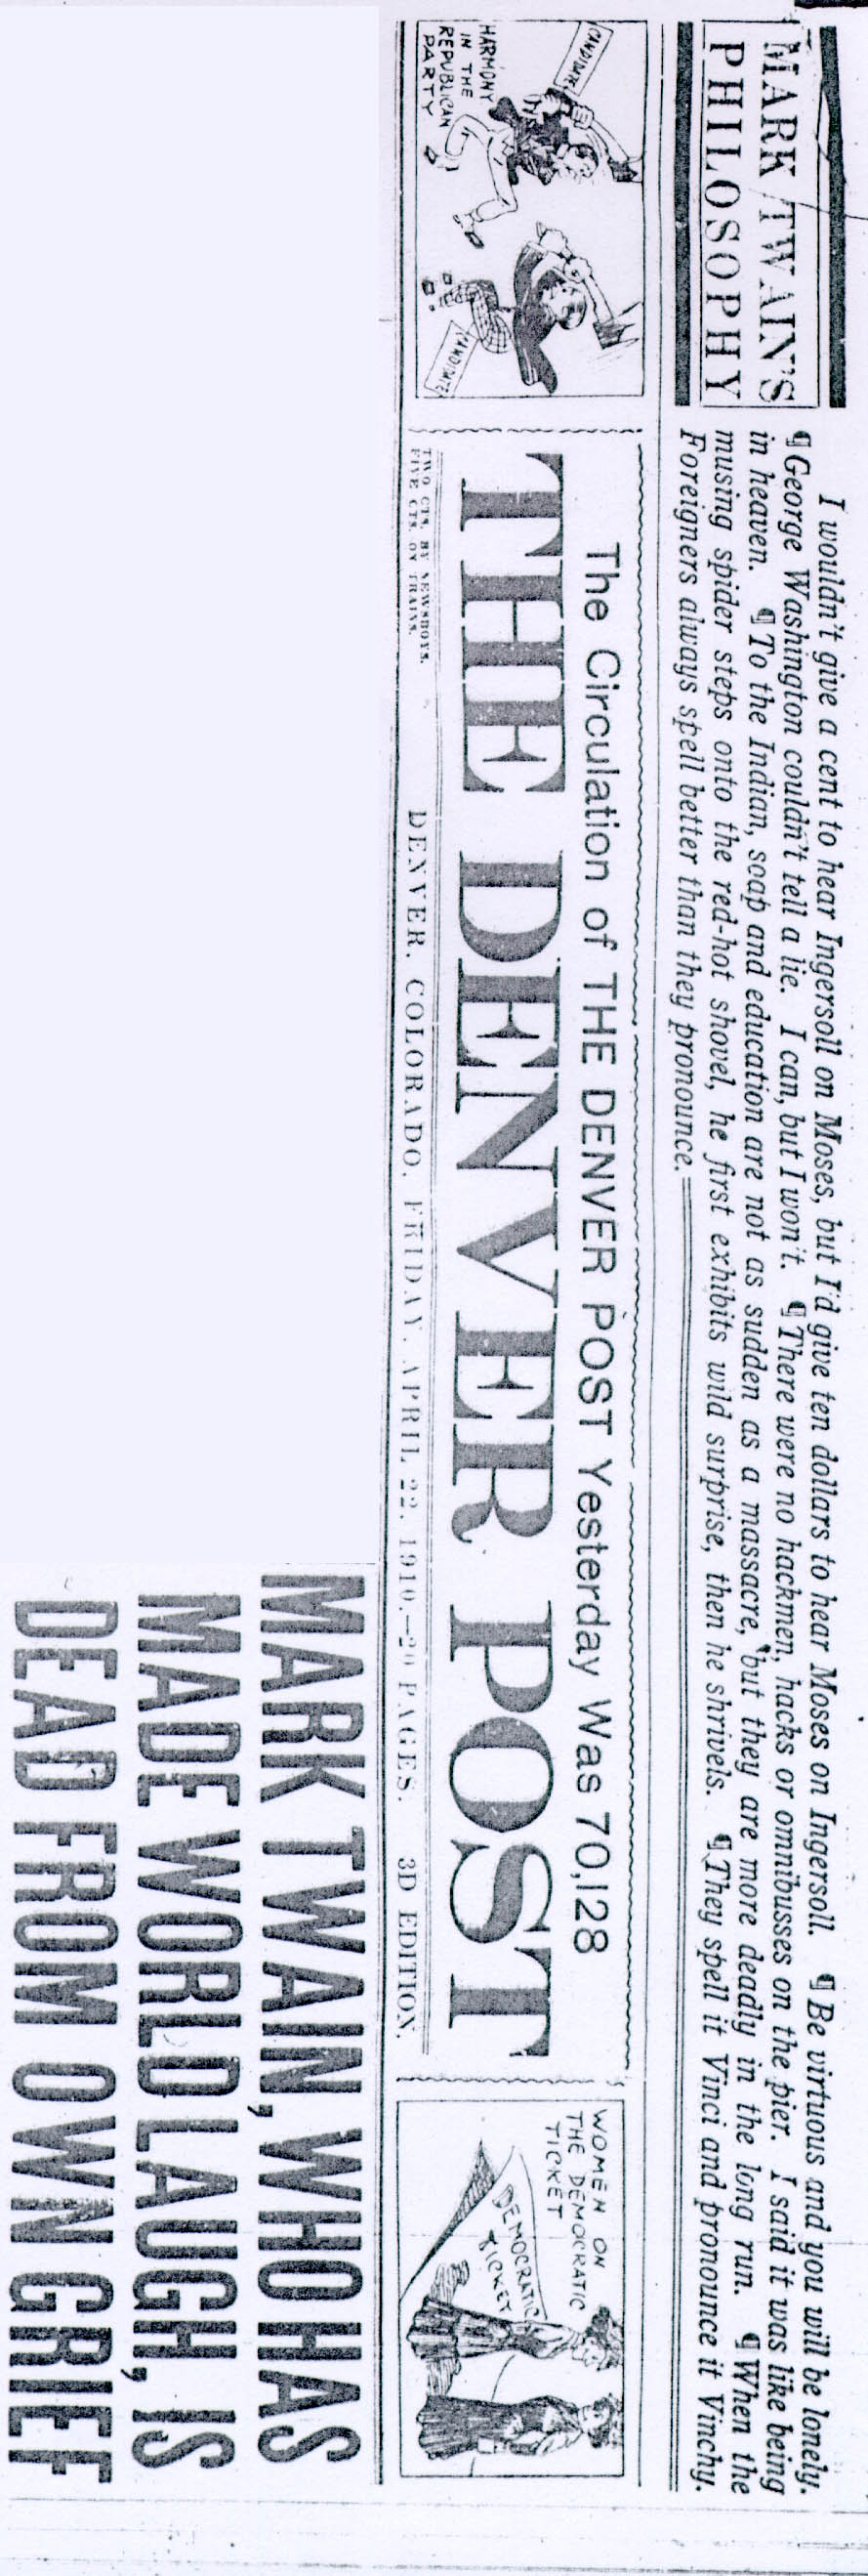 MARK TWAIN'S
PHILOSOPHY
I wouldn't give a cent to hear Ingersoll on Moses, but I'd give ten dollars to hear Moses on Ingersoll. ¶ Be virtuous and you will be lonely.
¶ George Washington couldn't tell a lie. I can, but I won't. ¶ There were no hackmen, hacks or omnibusses on the pier. I said it was like being
in heaven. ¶ To the Indian, soap and education are not as sudden as a massacre, but they are more deadly in the long run. ¶ When the
musing spider steps onto the red-hot shovel, he first exhibits wild surprise, then he shrivels. ¶ They spell it Vinci and pronounce it Vinchy.
Foreigners always spell better than they pronounce.
HARMONY
IN THE
REPUBLICAN
PARTY
CANDIDATE
CANDIDATE
The Circulation of THE DENVER POST Yesterday Was 70,128
THE DENVER POST
TWO CTS. BY NEWSBOYS.
FIVE CTS. ON TRAINS.
DENVER, COLORADO, FRIDAY, APRIL 22, 1910.—20 PAGES. 3D EDITION.
WOMEN ON
THE DEMOCRATIC
TICKET
DEMOCRATIC
TICKET
MARK TWAIN, WHO HAS
MADE WORLD LAUGH, IS
DEAD FROM OWN GRIEF